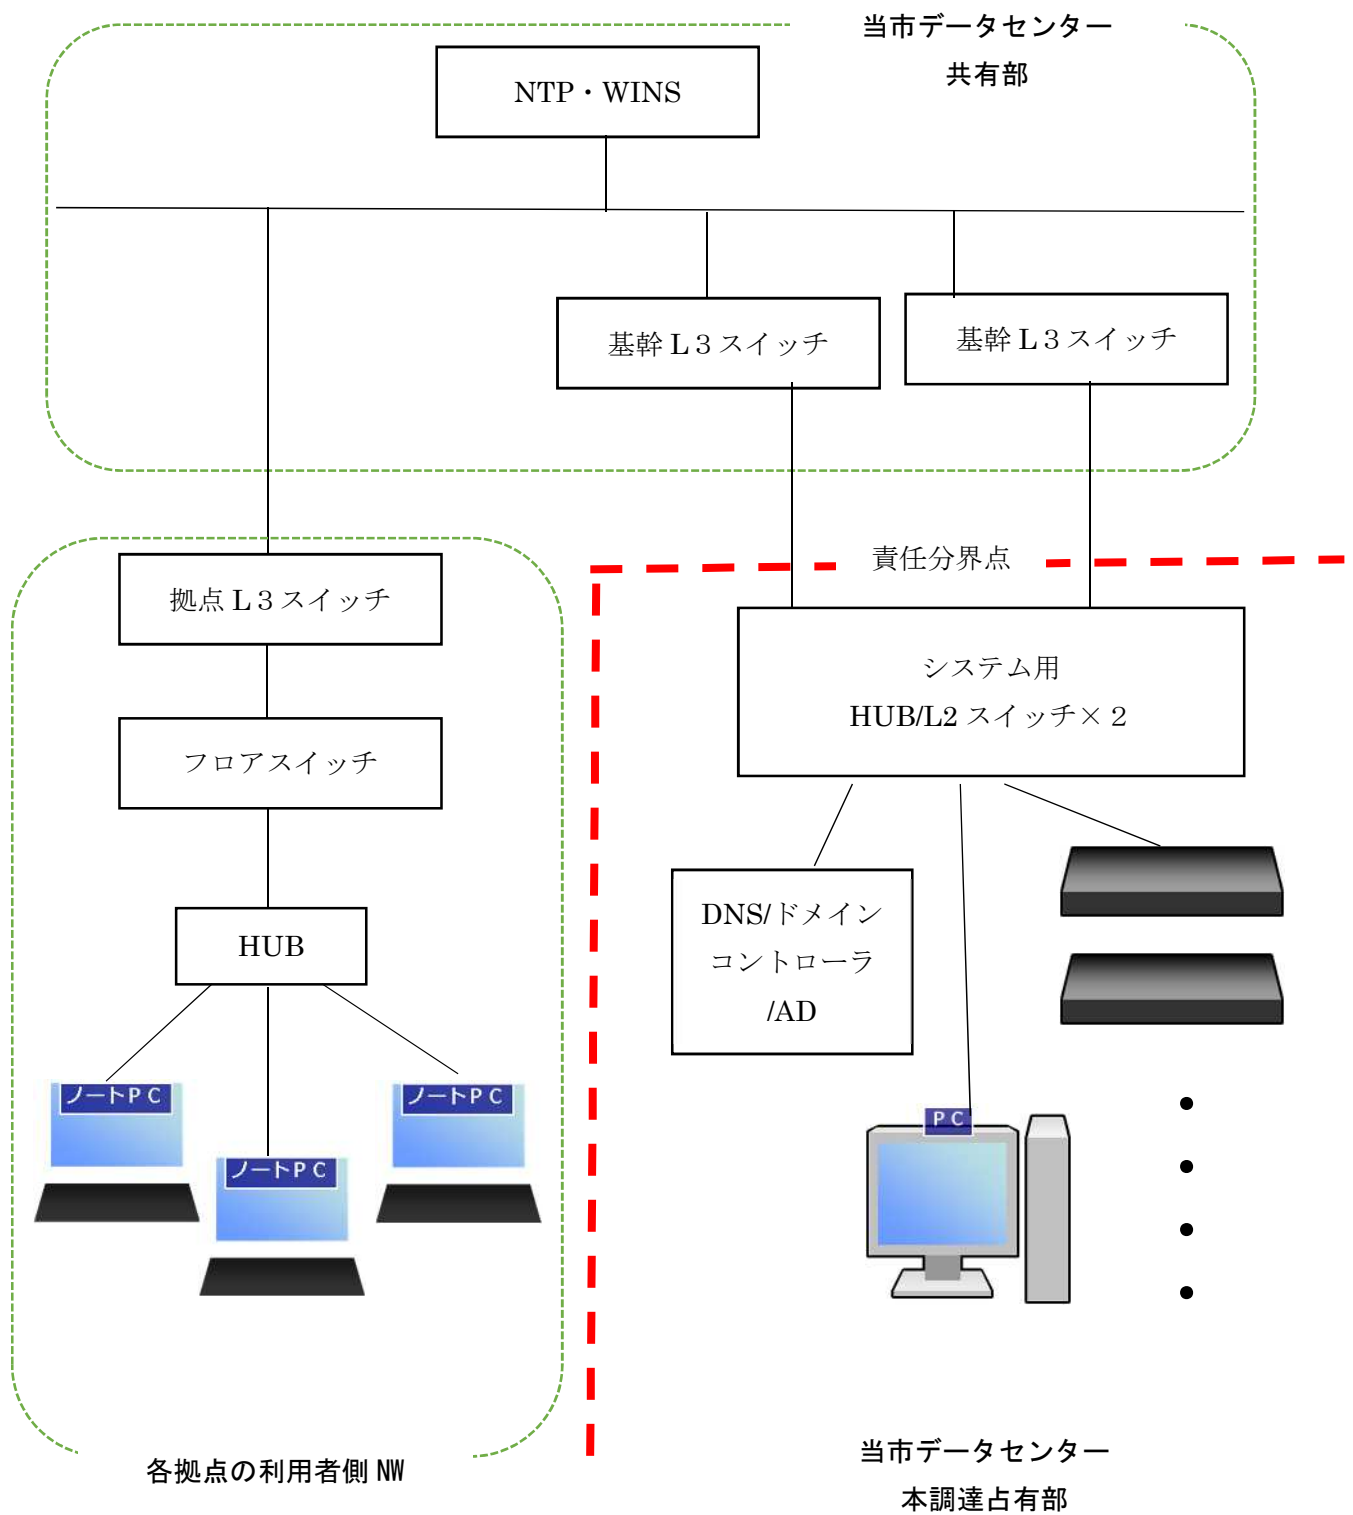 当市データセンター
共有部
NTP・WINS
基幹 L３スイッチ
基幹 L３スイッチ
責任分界点
拠点 L３スイッチ
システム用
HUB/L2 スイッチ×２
フロアスイッチ
HUB
DNS/ドメイン
コントローラ
/AD
ノートＰＣ
ノートＰＣ
ノートＰＣ
ＰＣ
各拠点の利用者側 NW
当市データセンター
本調達占有部